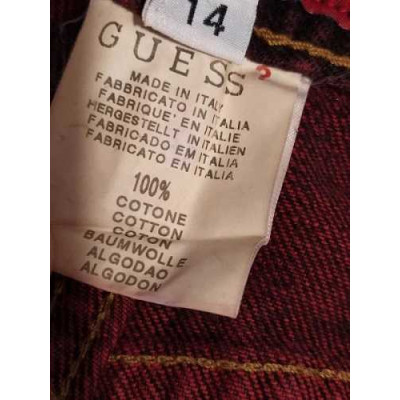 14
GUESS?
MADE IN ITALY
FABBRICATO IN ITALIA
FABRIQUE' EN ITALIE
HERGESTELLT IN ITALIEN
FABRICADO EM ITALIA
FABRICATO EN ITALIA
100%
COTONE
COTTON
COTON
BAUMWOLLE
ALGODAO
ALGODON